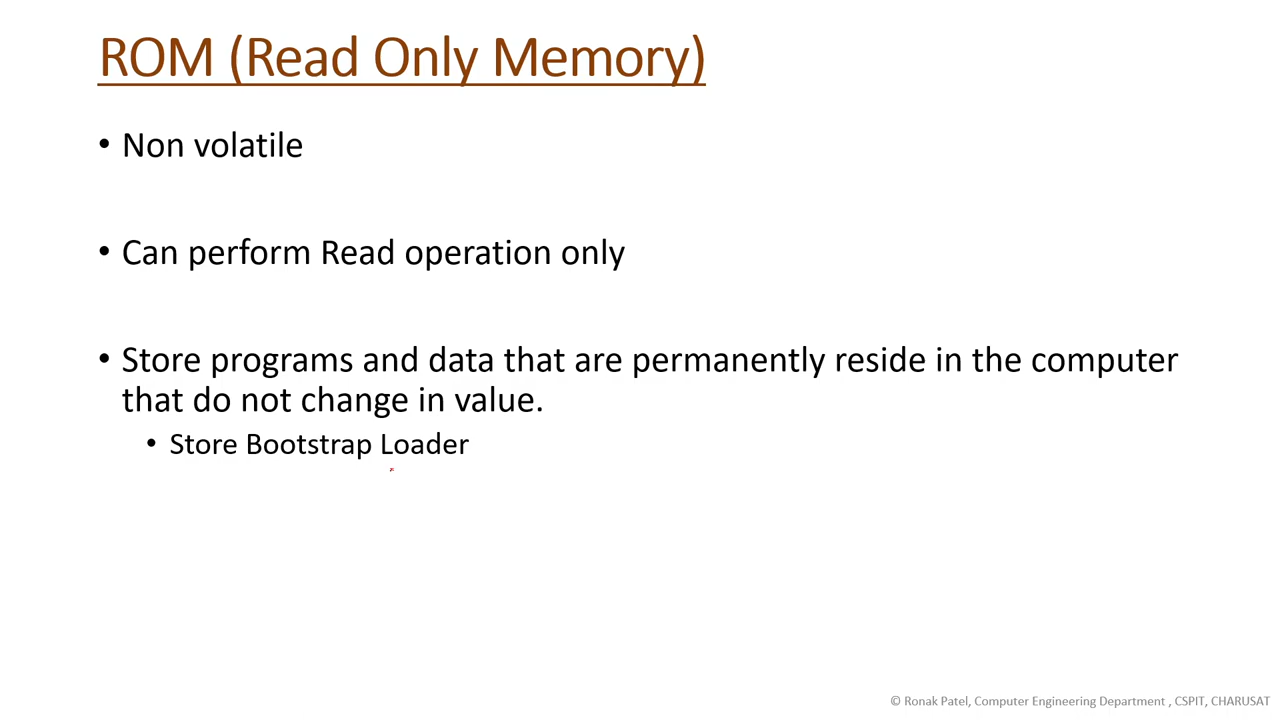 ROM (Read Only Memory)
• Non volatile
• Can perform Read operation only
• Store programs and data that are permanently reside in the computer
that do not change in value.
• Store Bootstrap Loader
© Ronak Patel, Computer Engineering Department , CSPIT, CHARUSAT